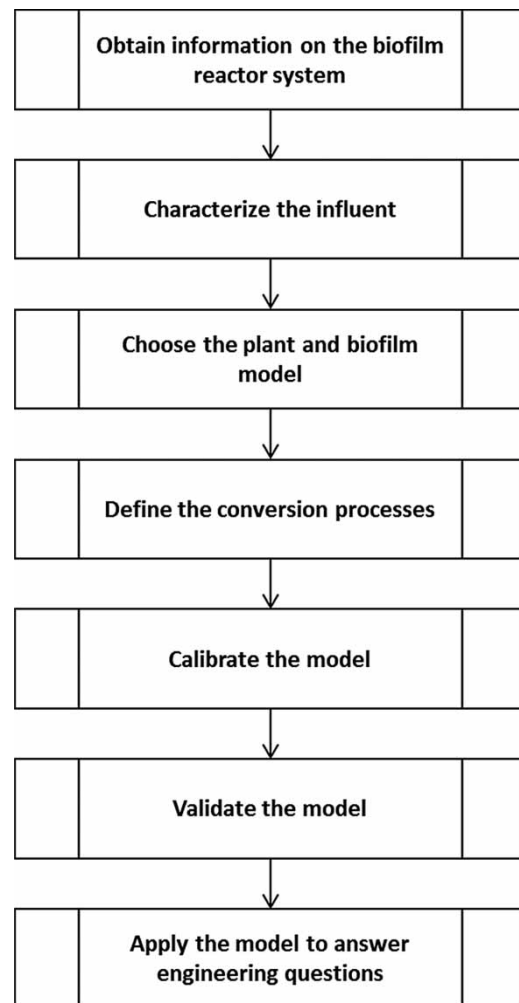 Obtain information on the biofilm
reactor system
Characterize the influent
Choose the plant and biofilm
model
Define the conversion processes
Calibrate the model
Validate the model
Apply the model to answer
engineering questions